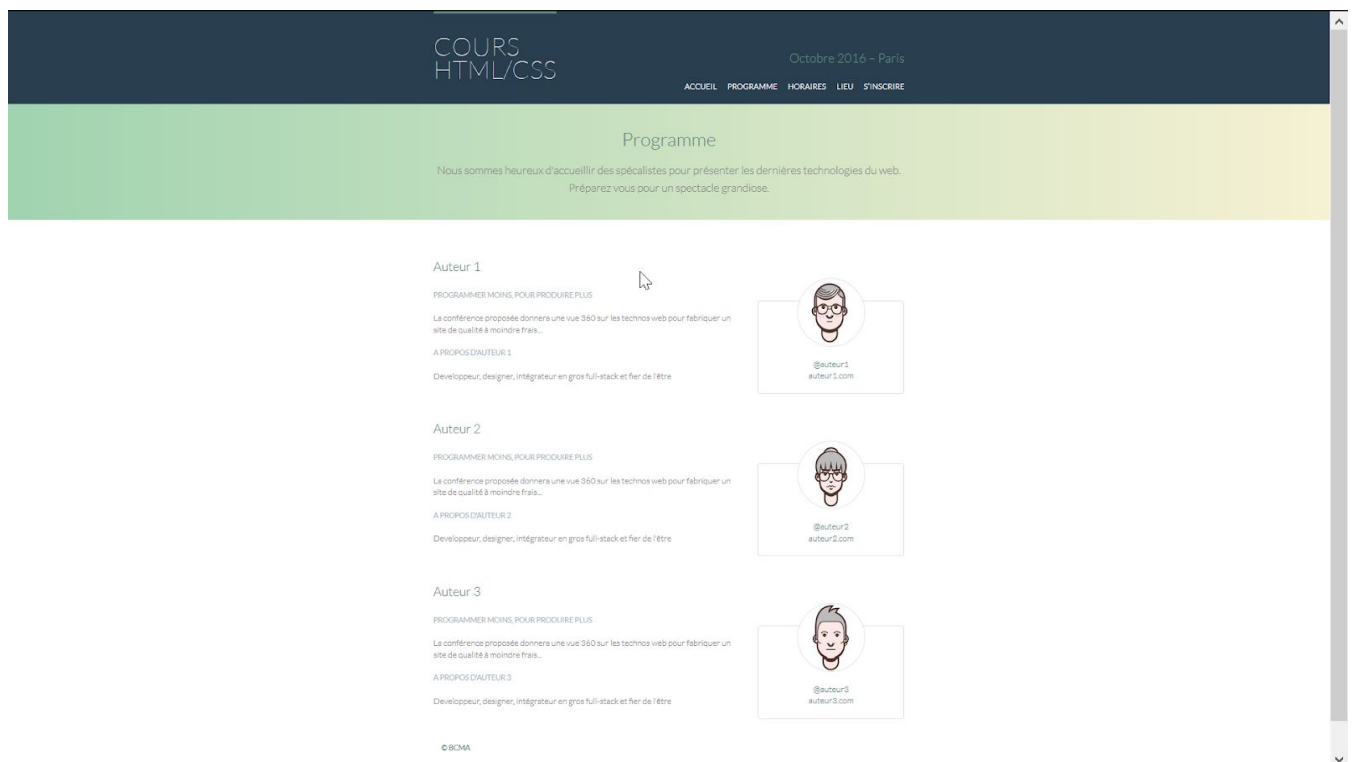 COURS
HTML/CSS
Octobre 2016 – Paris
ACCUEIL PROGRAMME HORAIRES LIEU S'INSCRIRE
Programme
Nous sommes heureux d'accueillir des spécalistes pour présenter les dernières technologies du web.
Préparez vous pour un spectacle grandiose.
Auteur 1
PROGRAMMER MOINS, POUR PRODUIRE PLUS
La conférence proposée donnera une vue 360 sur les technos web pour fabriquer un
site de qualité à moindre frais...
A PROPOS D'AUTEUR 1
Developpeur, designer, intégrateur en gros full-stack et fier de l'être
@auteur1
auteur1.com
Auteur 2
PROGRAMMER MOINS, POUR PRODUIRE PLUS
La conférence proposée donnera une vue 360 sur les technos web pour fabriquer un
site de qualité à moindre frais...
A PROPOS D'AUTEUR 2
Developpeur, designer, intégrateur en gros full-stack et fier de l'être
@auteur2
auteur2.com
Auteur 3
PROGRAMMER MOINS, POUR PRODUIRE PLUS
La conférence proposée donnera une vue 360 sur les technos web pour fabriquer un
site de qualité à moindre frais...
A PROPOS D'AUTEUR 3
Developpeur, designer, intégrateur en gros full-stack et fier de l'être
@auteur3
auteur3.com
© BCMA